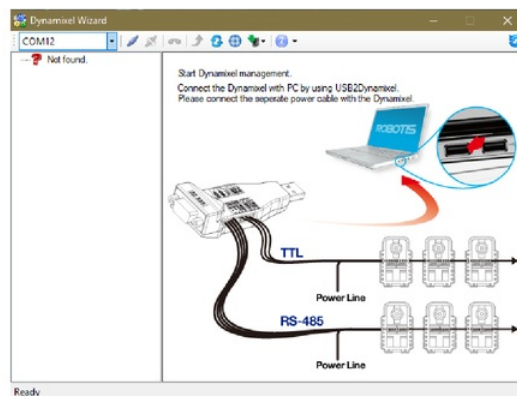 Dynamixel Wizard
COM12
Not found.
Start Dynamixel management.
Connect the Dynamixel with PC by using USB2Dynamixel.
Please connect the seperate power cable with the Dynamixel.
ROBOTIS
TTL
Power Line
RS-485
Power Line
Ready